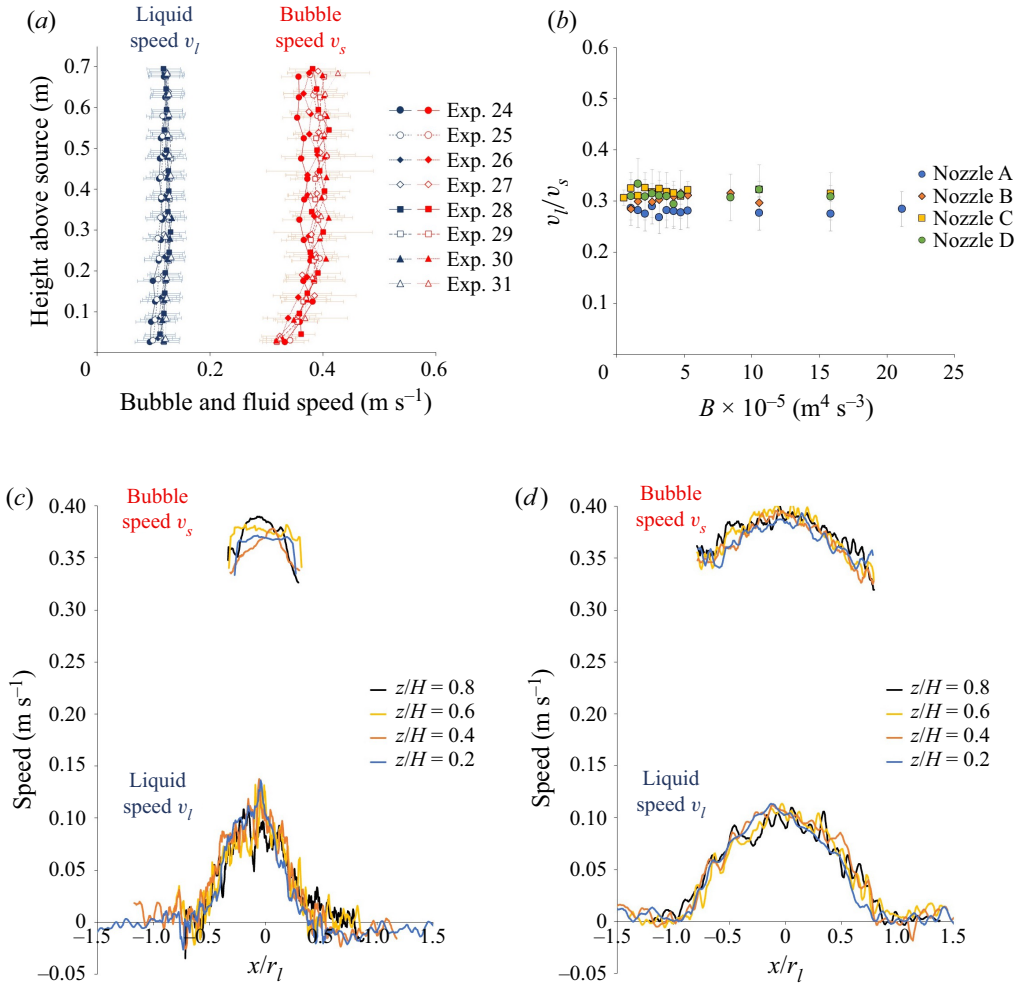 (a)
Liquid
speed v_l
Bubble
speed v_s
0.7
0.6
0.5
0.4
0.3
0.2
0.1
0
0.2
0.4
0.6
Height above source (m)
Bubble and fluid speed (m s⁻¹)
Exp. 24
Exp. 25
Exp. 26
Exp. 27
Exp. 28
Exp. 29
Exp. 30
Exp. 31
(b)
0.6
0.5
0.4
0.3
0.2
0.1
0
5
10
15
20
25
v_l/v_s
B × 10⁻⁵ (m⁴ s⁻³)
Nozzle A
Nozzle B
Nozzle C
Nozzle D
(c)
Bubble
speed v_s
0.40
0.35
0.30
0.25
0.20
0.15
0.10
0.05
0
–0.05
Speed (m s⁻¹)
z/H = 0.8
z/H = 0.6
z/H = 0.4
z/H = 0.2
Liquid
speed v_l
–1.5
–1.0
–0.5
0
0.5
1.0
1.5
x/r_l
(d)
Bubble
speed v_s
0.40
0.35
0.30
0.25
0.20
0.15
0.10
0.05
0
–0.05
Speed (m s⁻¹)
z/H = 0.8
z/H = 0.6
z/H = 0.4
z/H = 0.2
Liquid
speed v_l
–1.5
–1.0
–0.5
0
0.5
1.0
1.5
x/r_l